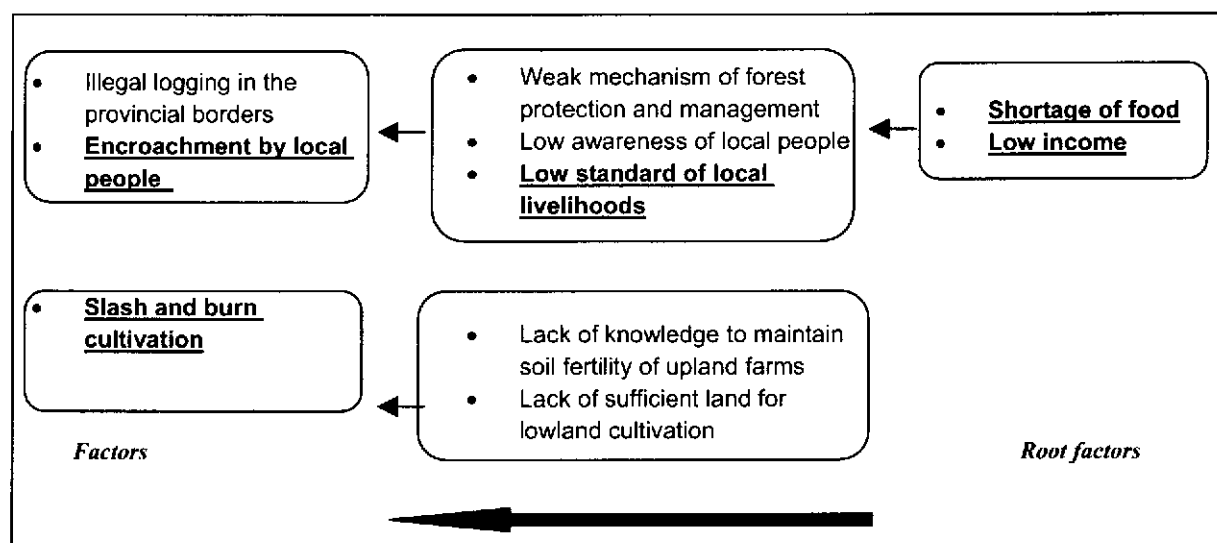 • Illegal logging in the
provincial borders
• Encroachment by local
people
• Weak mechanism of forest
protection and management
• Low awareness of local people
• Low standard of local
livelihoods
• Shortage of food
• Low income
• Slash and burn
cultivation
• Lack of knowledge to maintain
soil fertility of upland farms
• Lack of sufficient land for
lowland cultivation
Factors
Root factors